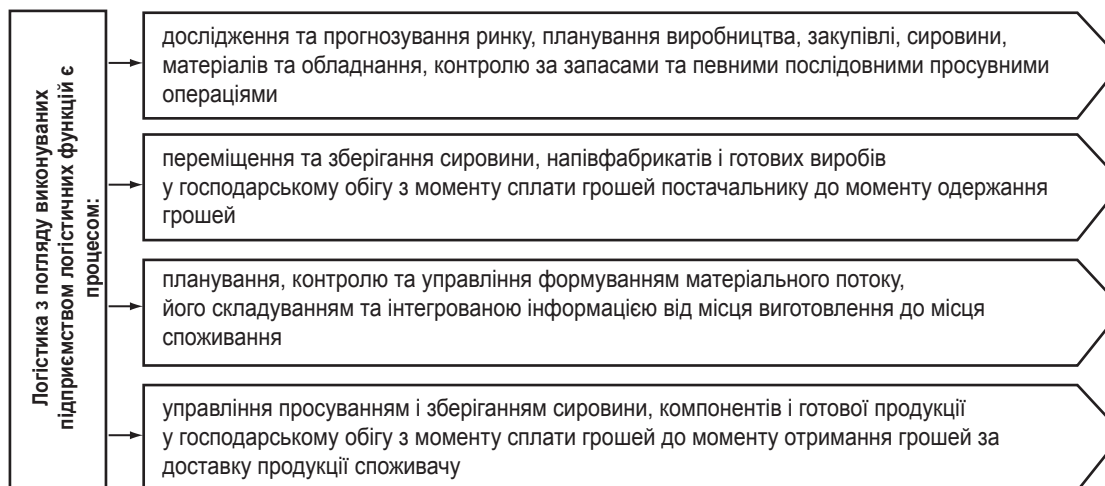 Логістика з погляду виконуваних
підприємством логістичних функцій є
процесом:
дослідження та прогнозування ринку, планування виробництва, закупівлі, сировини,
матеріалів та обладнання, контролю за запасами та певними послідовними просувними
операціями
переміщення та зберігання сировини, напівфабрикатів і готових виробів
у господарському обігу з моменту сплати грошей постачальнику до моменту одержання
грошей
планування, контролю та управління формуванням матеріального потоку,
його складуванням та інтегрованою інформацією від місця виготовлення до місця
споживання
управління просуванням і зберіганням сировини, компонентів і готової продукції
у господарському обігу з моменту сплати грошей до моменту отримання грошей за
доставку продукції споживачу